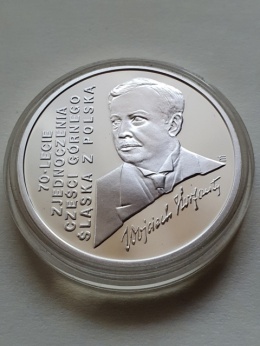 70-LECIE
ZJEDNOCZENIA
CZĘŚCI GÓRNEGO
ŚLĄSKA Z POLSKĄ
Wojciech Korfanty